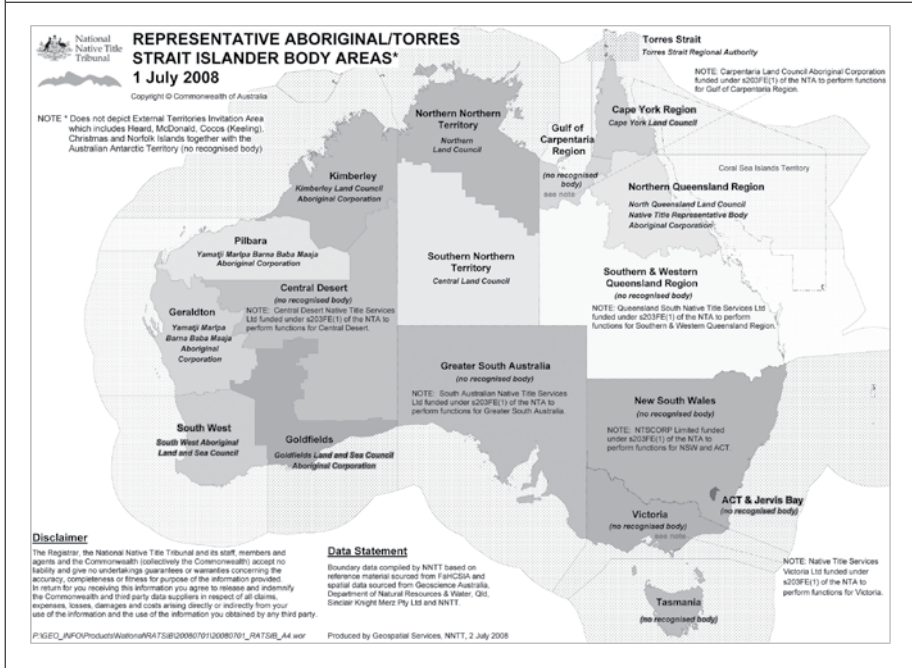 National
Native Title
Tribunal
REPRESENTATIVE ABORIGINAL/TORRES
STRAIT ISLANDER BODY AREAS*
1 July 2008
Copyright © Commonwealth of Australia
NOTE * Does not depict External Territories Invitation Area
which includes Heard, McDonald, Cocos (Keeling),
Christmas and Norfolk Islands together with the
Australian Antarctic Territory (no recognised body)
Torres Strait
Torres Strait Regional Authority
NOTE: Carpentaria Land Council Aboriginal Corporation
funded under s203FE(1) of the NTA to perform functions
for Gulf of Carpentaria Region.
Cape York Region
Cape York Land Council
Northern Northern
Territory
Northern
Land Council
Gulf of
Carpentaria
Region
(no recognised
body)
see note
Coral Sea Islands Territory
Kimberley
Kimberley Land Council
Aboriginal Corporation
Northern Queensland Region
North Queensland Land Council
Native Title Representative Body
Aboriginal Corporation
Pilbara
Yamatji Marlpa Barna Baba Maaja
Aboriginal Corporation
Southern Northern
Territory
Central Land Council
Southern & Western
Queensland Region
(no recognised body)
NOTE: Queensland South Native Title Services Ltd
funded under s203FE(1) of the NTA to perform
functions for Southern & Western Queensland Region.
Central Desert
(no recognised body)
NOTE: Central Desert Native Title Services
Ltd funded under s203FE(1) of the NTA to
perform functions for Central Desert.
Geraldton
Yamatji Marlpa
Barna Baba Maaja
Aboriginal
Corporation
Greater South Australia
(no recognised body)
NOTE: South Australian Native Title Services
Ltd funded under s203FE(1) of the NTA to
perform functions for Greater South Australia
New South Wales
(no recognised body)
NOTE: NTSCORP Limited funded
under s203FE(1) of the NTA to
perform functions for NSW and ACT.
South West
South West Aboriginal
Land and Sea Council
Goldfields
Goldfields Land and Sea Council
Aboriginal Corporation
ACT & Jervis Bay
(no recognised body)
Victoria
(no recognised body)
see note
NOTE: Native Title Services
Victoria Ltd funded under
s203FE(1) of the NTA to
perform functions for Victoria.
Tasmania
(no recognised body)
Disclaimer
The Registrar, the National Native Title Tribunal and its staff, members and
agents and the Commonwealth (collectively the Commonwealth) accept no
liability and give no undertakings guarantees or warranties concerning the
accuracy, completeness or fitness for purpose of the information provided.
In return for you receiving this information you agree to release and indemnify
the Commonwealth and third party data suppliers in respect of all claims,
expenses, losses, damages and costs arising directly or indirectly from your
use of the information and the use of the information you obtained by any third party.
P:\GEO_INFO\Products\National\RATSIB\20080701\20080701_RATSIB_A4.wor
Data Statement
Boundary data compiled by NNTT based on
reference material sourced from FaHCSIA and
spatial data sourced from Geoscience Australia,
Department of Natural Resources & Water, Qld,
Sinclair Knight Merz Pty Ltd and NNTT.
Produced by Geospatial Services, NNTT, 2 July 2008